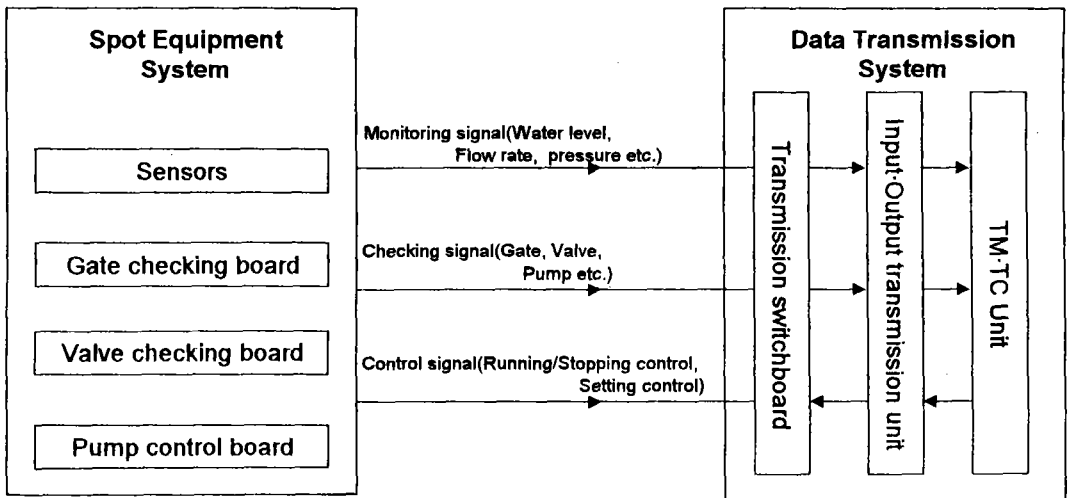 Spot Equipment
System
Sensors
Gate checking board
Valve checking board
Pump control board
Monitoring signal(Water level,
Flow rate, pressure etc.)
Checking signal(Gate, Valve,
Pump etc.)
Control signal(Running/Stopping control,
Setting control)
Data Transmission
System
Transmission switchboard
Input-Output transmission unit
TM-TC Unit